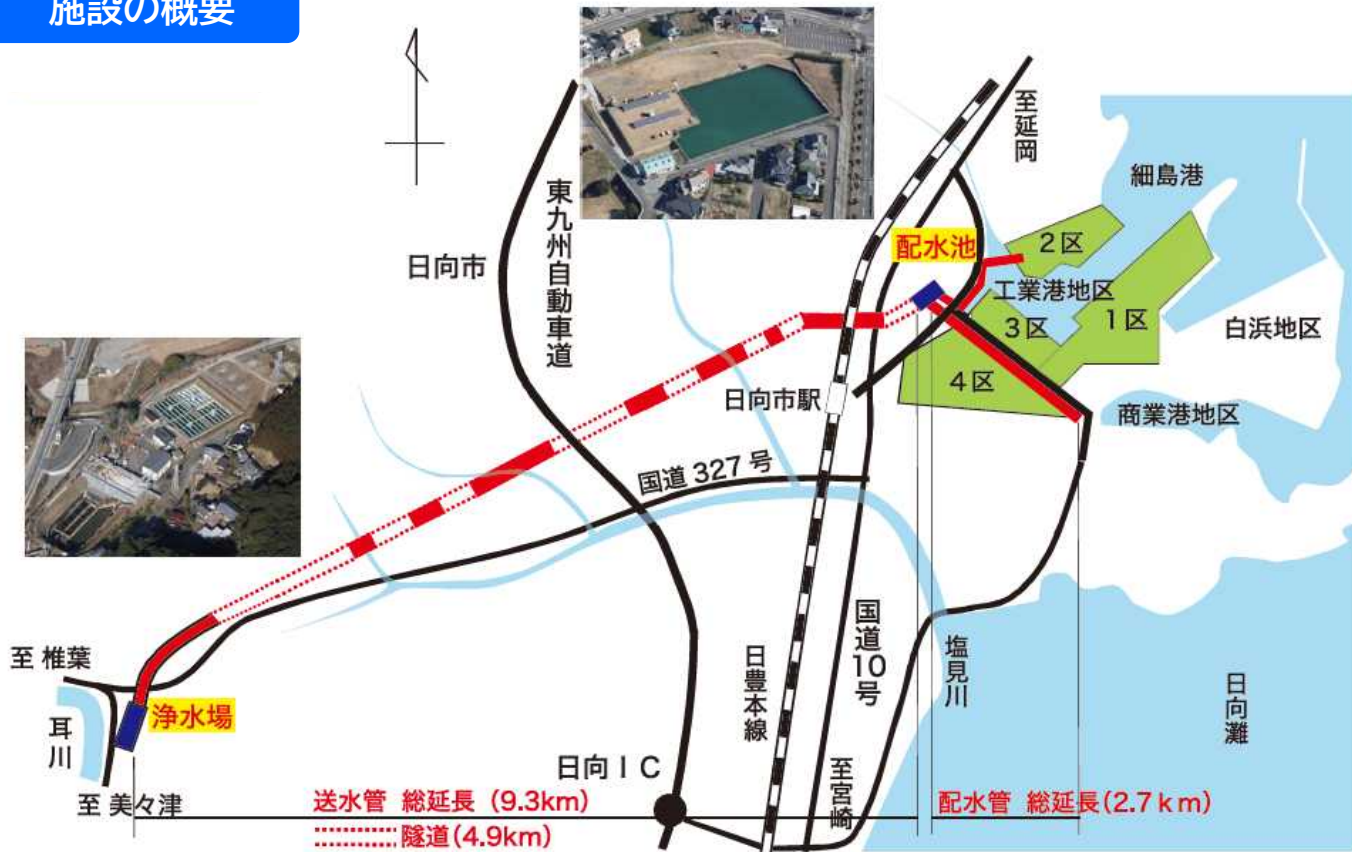 施設の概要
至延岡
細島港
東九州自動車道
日向市
配水池
2区
工業港地区
3区
1区
白浜地区
4区
日向市駅
商業港地区
国道 327 号
至 椎葉
浄水場
耳川
国道10号
塩見川
日豊本線
日向灘
日向 I C
至 美々津
至宮崎
送水管 総延長 (9.3km)
配水管 総延長(2.7ｋｍ)
隧道(4.9km)